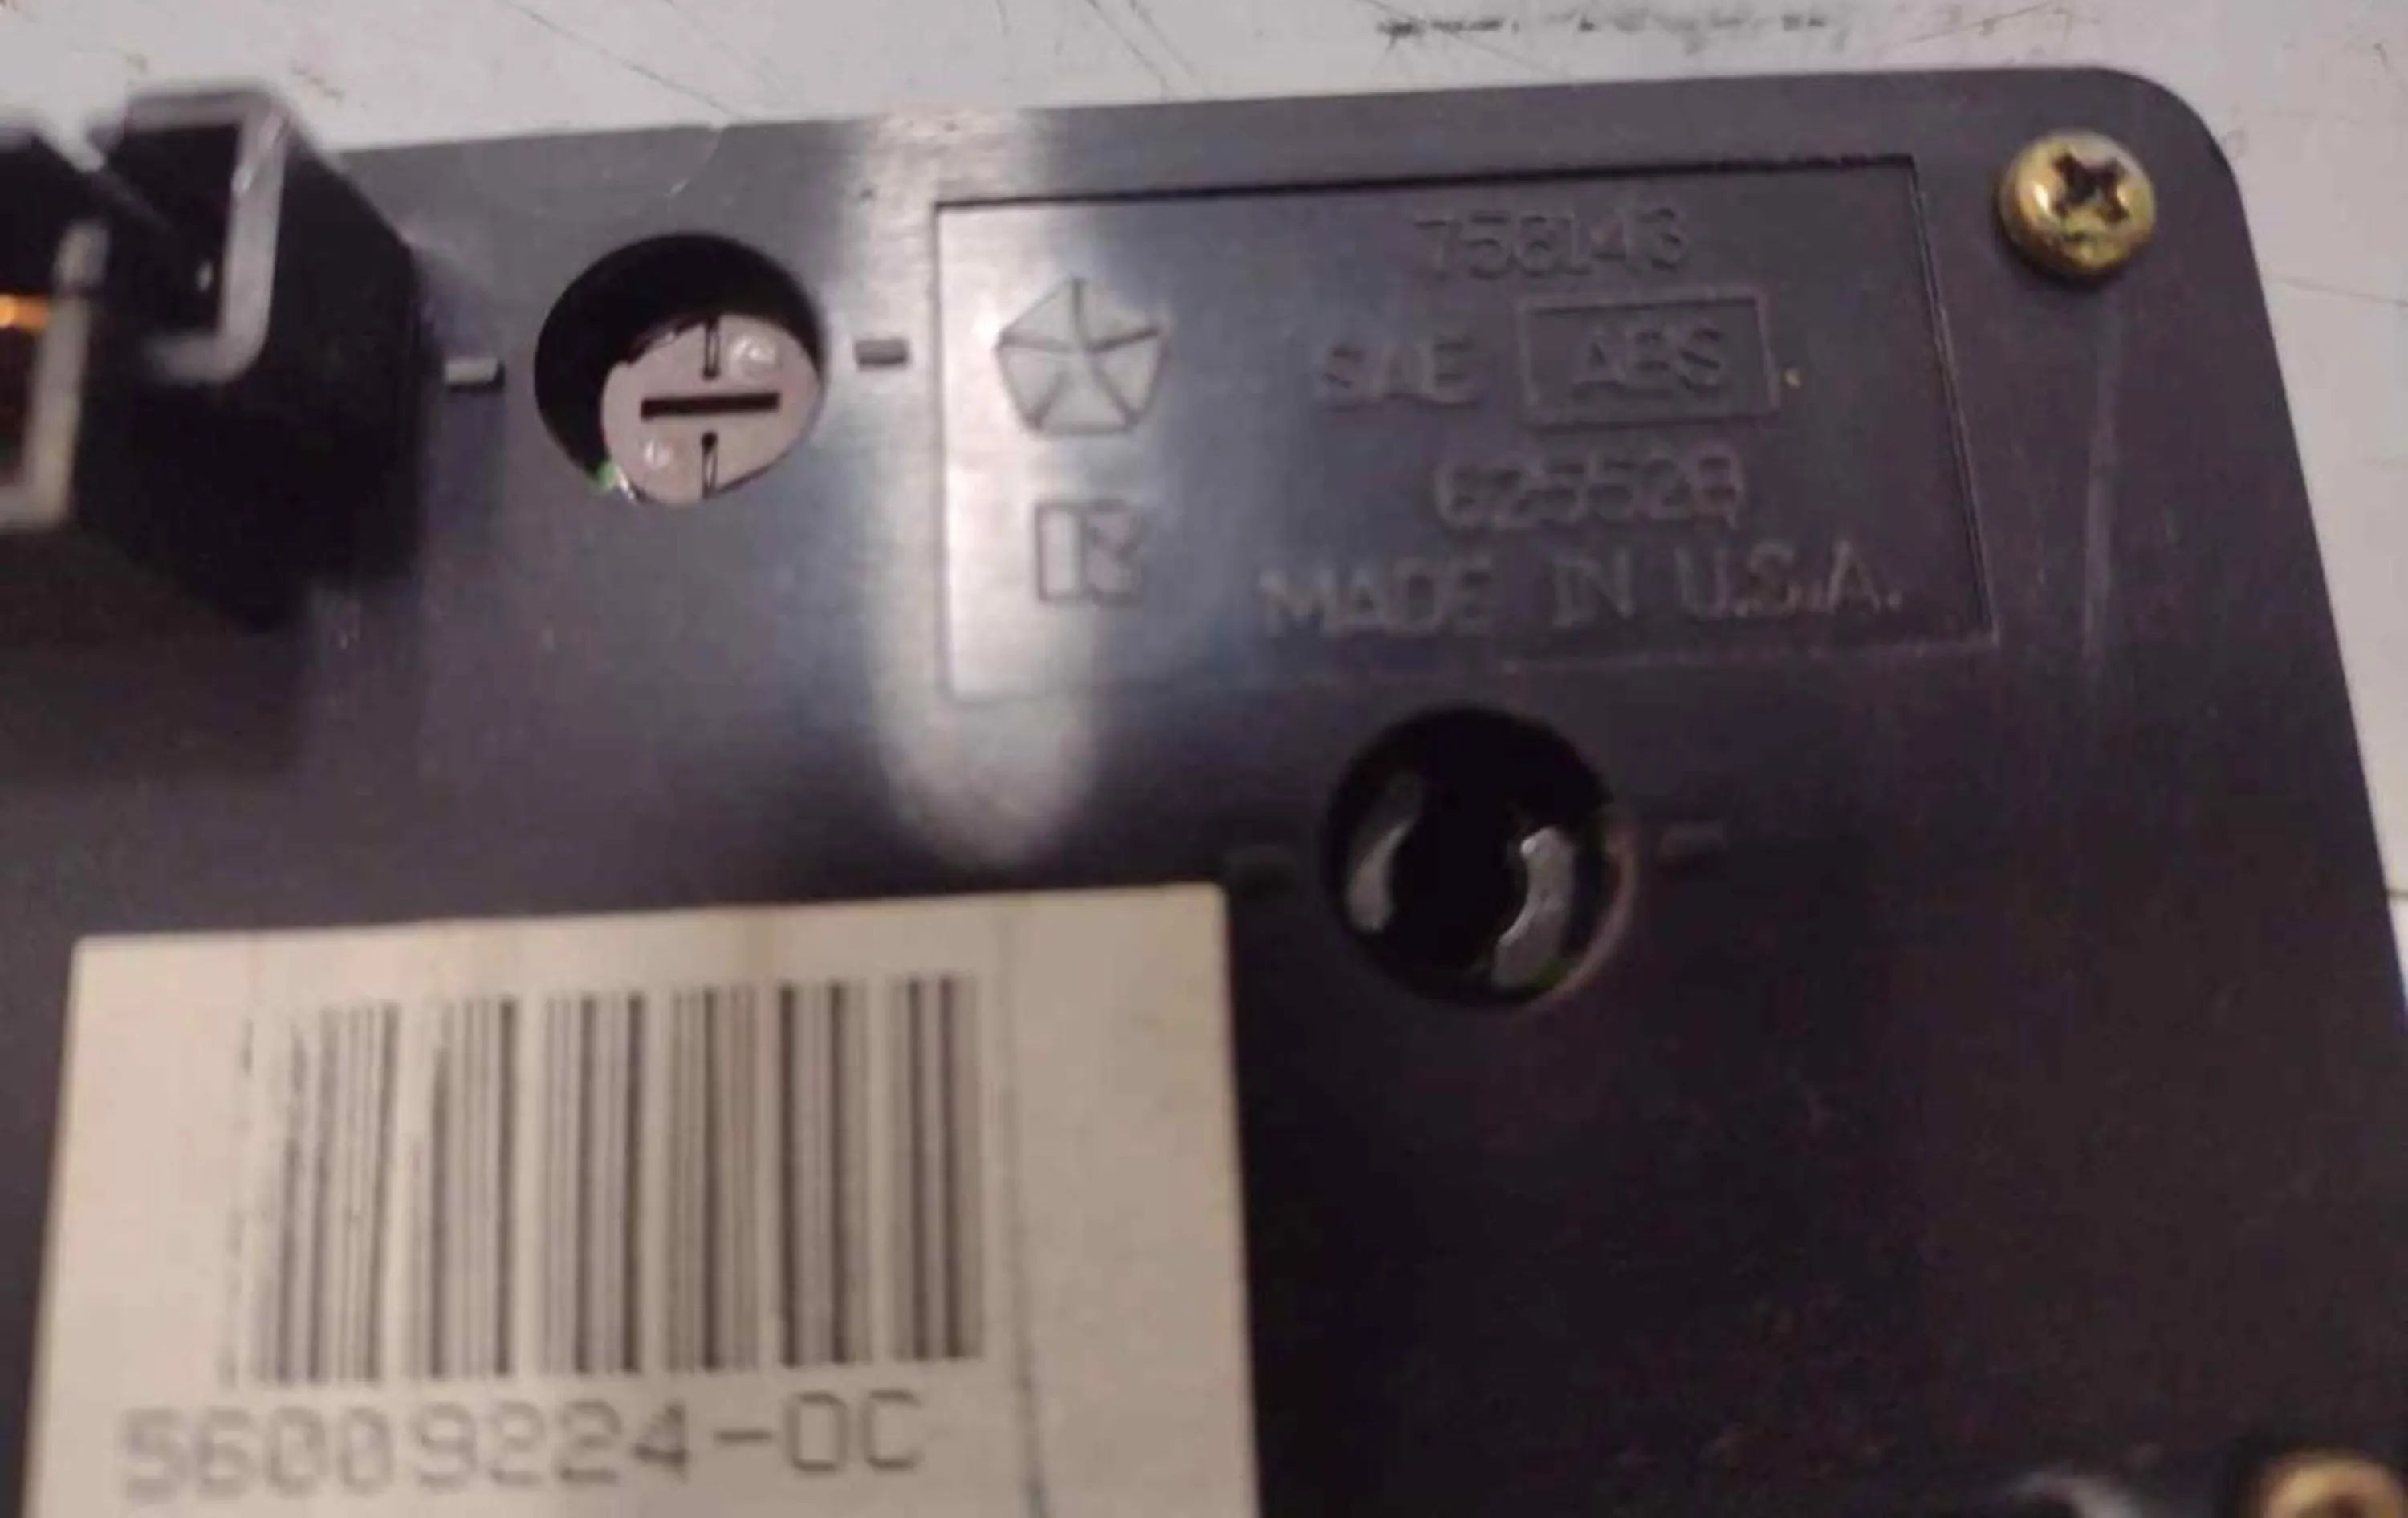 758143
SAE ABS
625528
MADE IN U.S.A.
56009224-0C